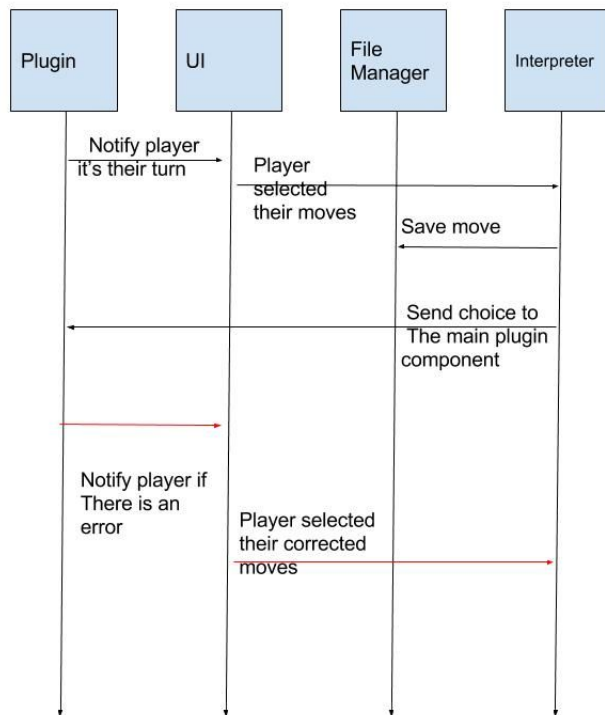 Plugin
UI
File
Manager
Interpreter
Notify player
it's their turn
Player
selected
their moves
Save move
Send choice to
The main plugin
component
Notify player if
There is an
error
Player selected
their corrected
moves